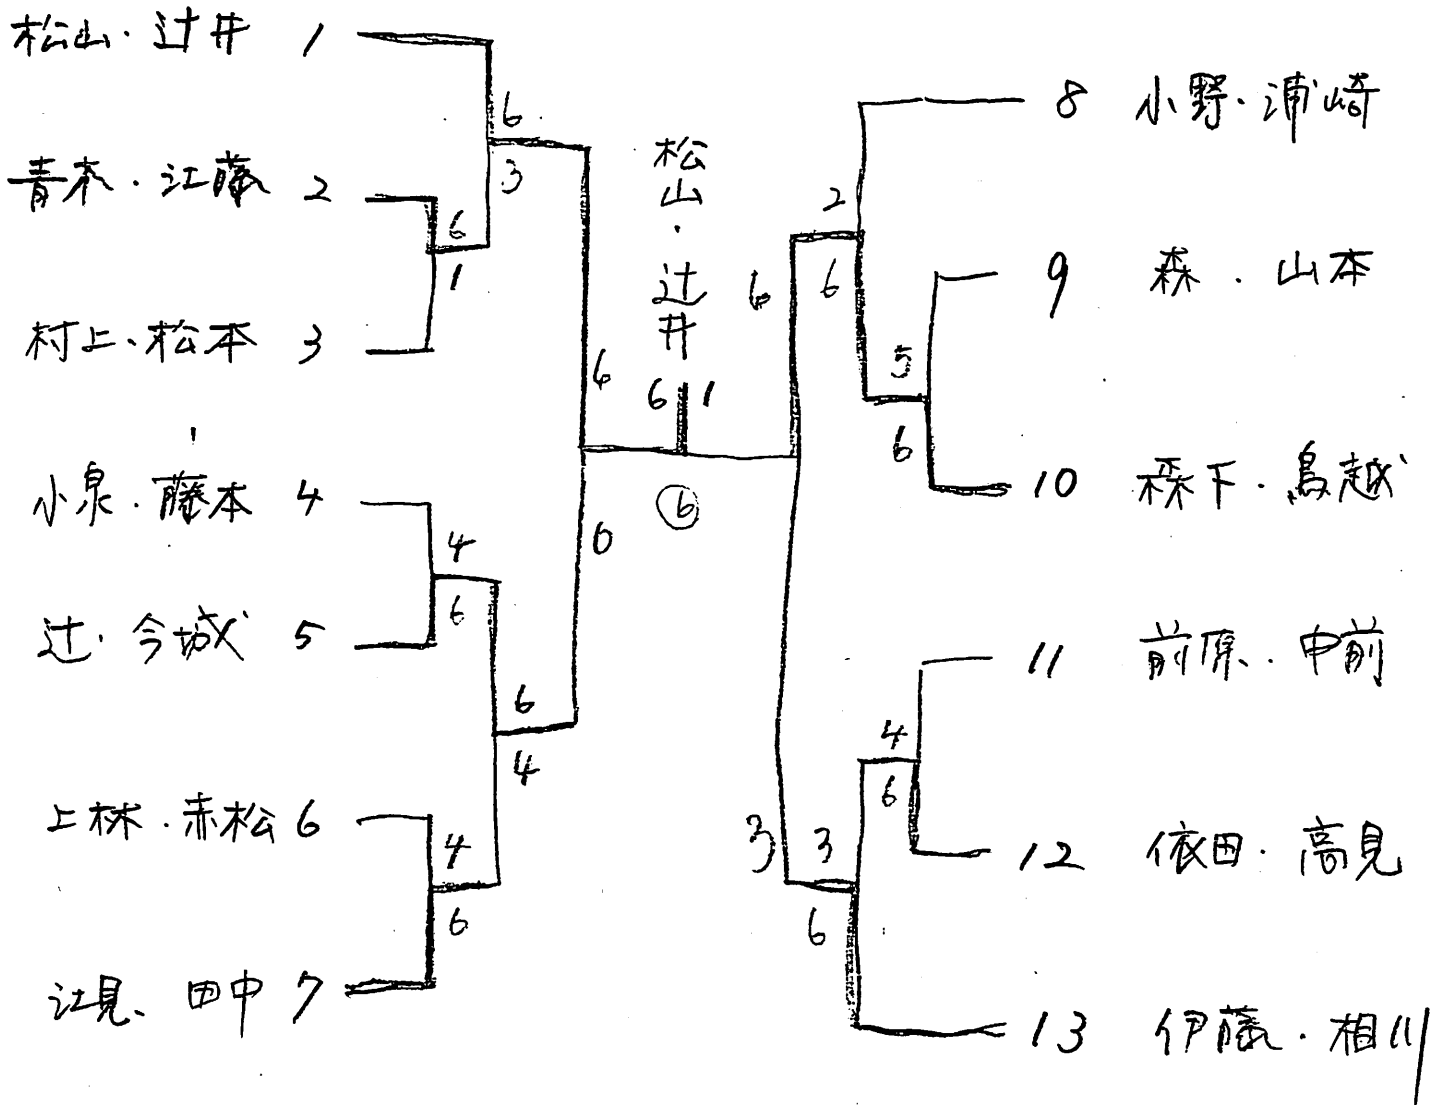 松山・辻井 1
青木・江藤 2
村上・松本 3
小泉・藤本 4
辻・今城 5
上林・赤松 6
辻見、田中 7
6
3
6
1
4
6
6
4
4
6
6
0
松山・辻井
6 1
⑥
6
3
2
6
5
6
4
6
3
6
8 小野・浦崎
9 森・山本
10 森下・鳥越
11 前原・中前
12 依田・高見
13 伊藤・相川